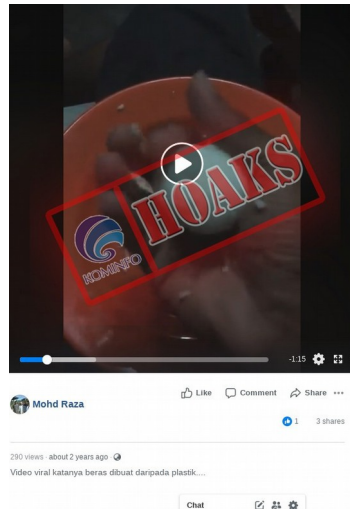 HOAKS
KOMINFO
-1:15
Like Comment Share
Mohd Raza
1 3 shares
290 views · about 2 years ago ·
Video viral katanya beras dibuat daripada plastik....
Chat